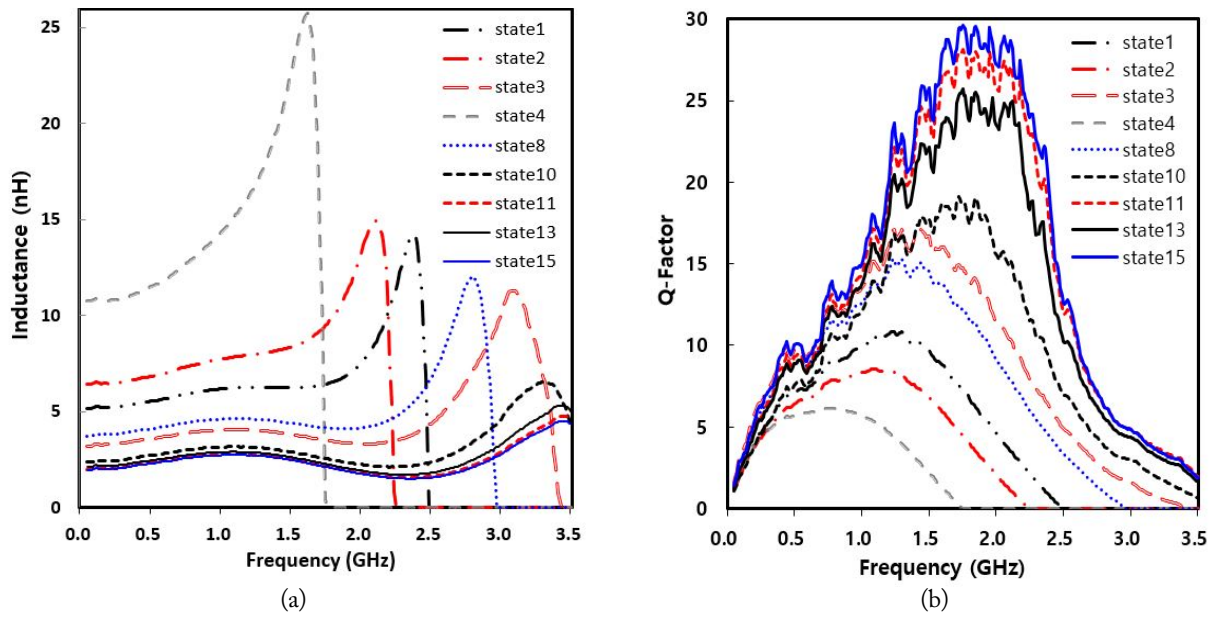 Inductance (nH)
25
20
15
10
5
0
0.0 0.5 1.0 1.5 2.0 2.5 3.0 3.5
Frequency (GHz)
state1
state2
state3
state4
state8
state10
state11
state13
state15
(a)
Q-Factor
30
25
20
15
10
5
0
0.0 0.5 1.0 1.5 2.0 2.5 3.0 3.5
Frequency (GHz)
state1
state2
state3
state4
state8
state10
state11
state13
state15
(b)